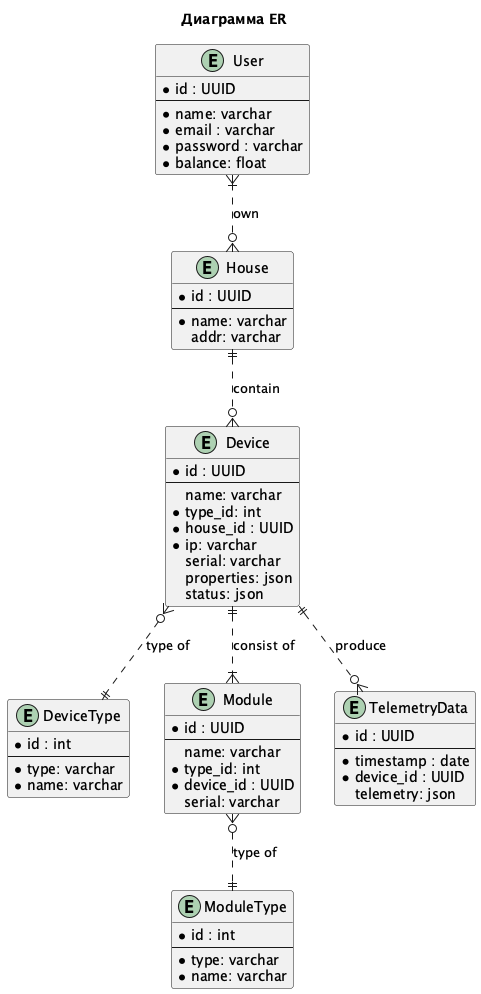 Диаграмма ER
E User
* id : UUID
* name: varchar
* email : varchar
* password : varchar
* balance: float
own
E House
* id : UUID
* name: varchar
addr: varchar
contain
E Device
* id : UUID
name: varchar
* type_id: int
* house_id : UUID
* ip: varchar
serial: varchar
properties: json
status: json
type of
consist of
produce
E DeviceType
* id : int
* type: varchar
* name: varchar
E Module
* id : UUID
name: varchar
* type_id: int
* device_id : UUID
serial: varchar
E TelemetryData
* id : UUID
* timestamp : date
* device_id : UUID
telemetry: json
type of
E ModuleType
* id : int
* type: varchar
* name: varchar